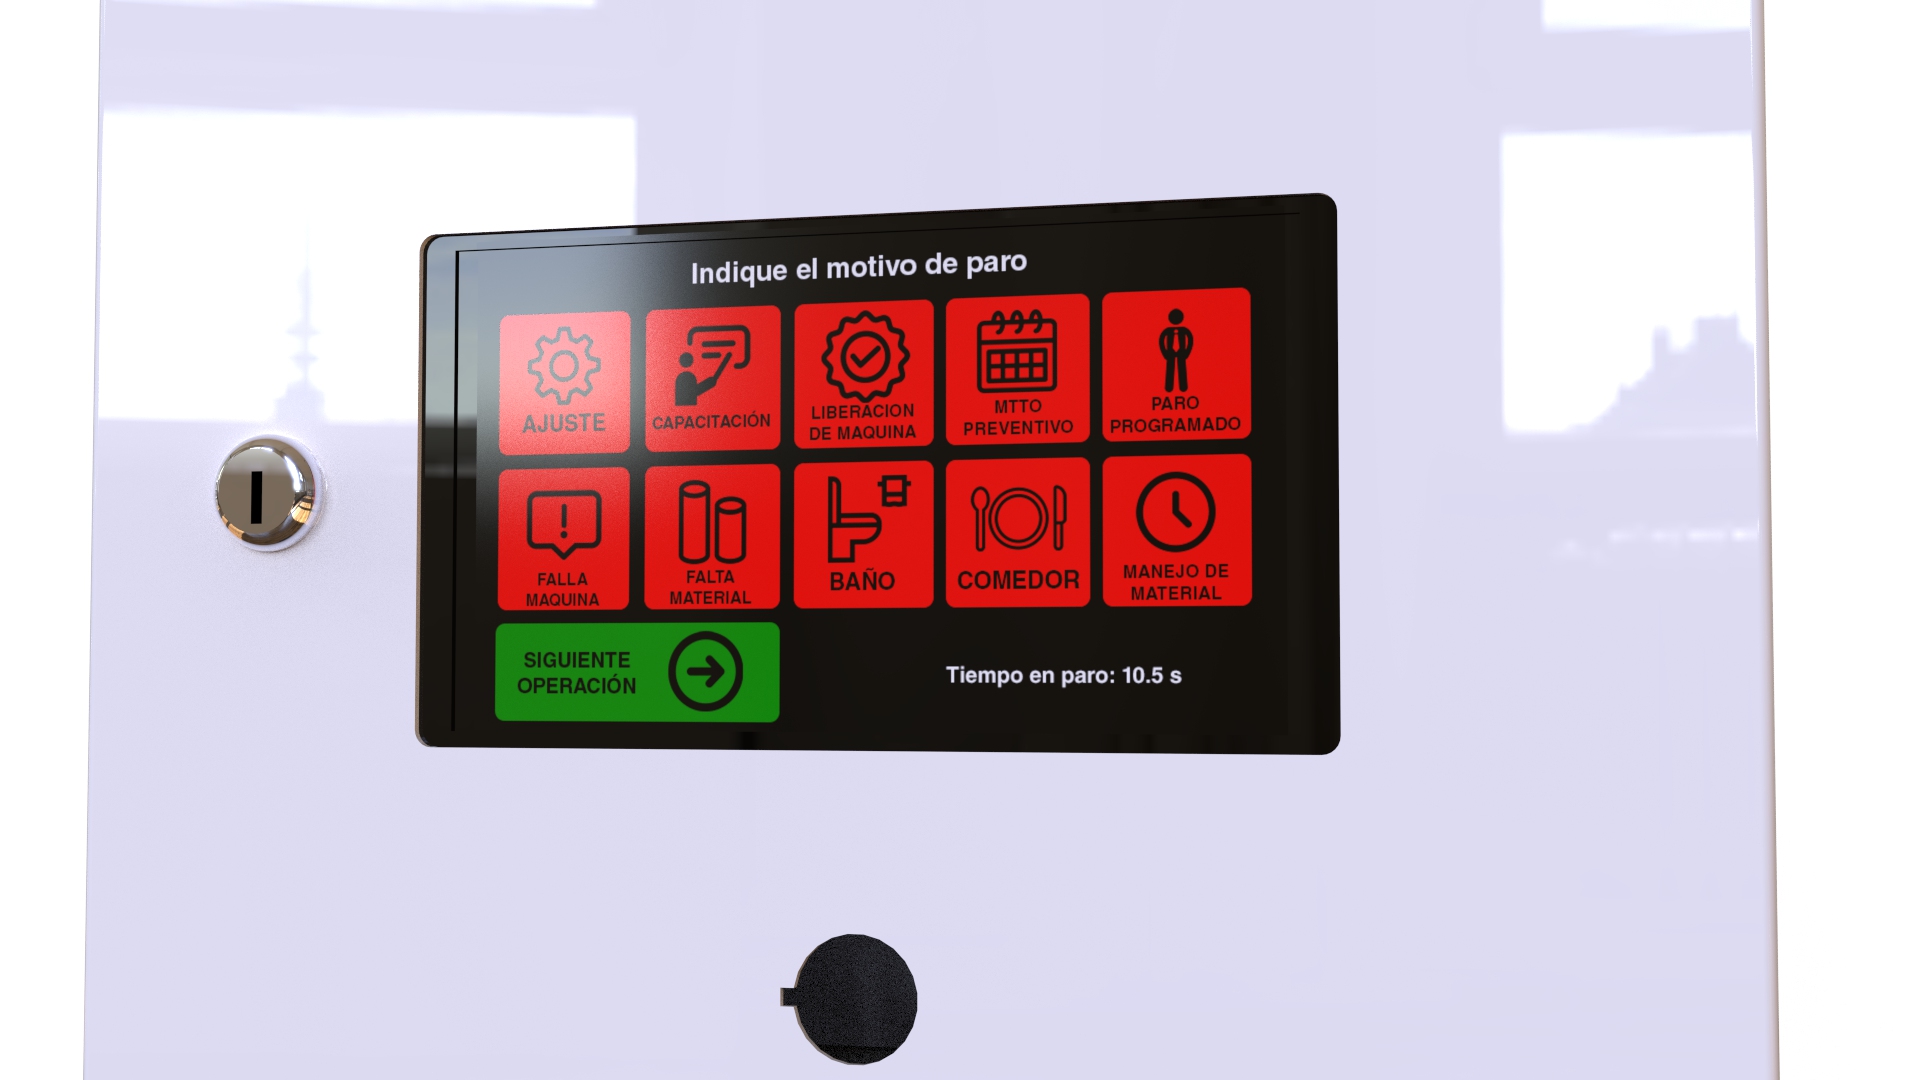 Indique el motivo de paro
AJUSTE
CAPACITACIÓN
LIBERACION
DE MAQUINA
MTTO
PREVENTIVO
PARO
PROGRAMADO
FALLA
MAQUINA
FALTA
MATERIAL
BAÑO
COMEDOR
MANEJO DE
MATERIAL
SIGUIENTE
OPERACIÓN
Tiempo en paro: 10.5 s